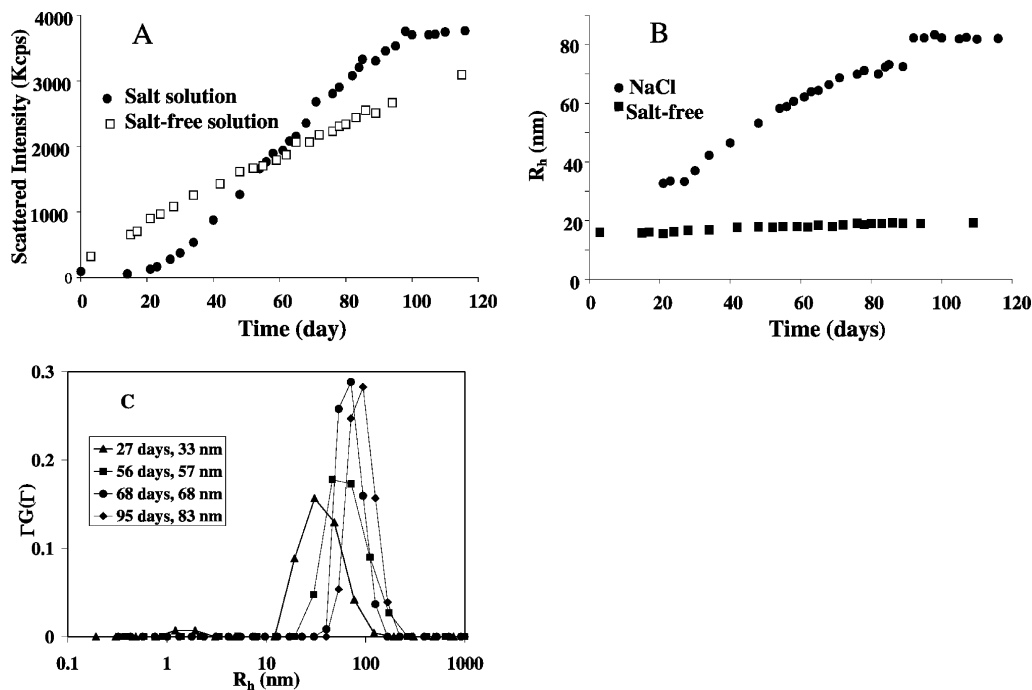 A
Scattered Intensity (Kcps)
4000
3000
2000
1000
0
Salt solution
Salt-free solution
0 20 40 60 80 100 120
Time (day)
B
R_h (nm)
80
60
40
20
0
NaCl
Salt-free
0 20 40 60 80 100 120
Time (days)
C
ΓG(Γ)
0.3
0.2
0.1
0
27 days, 33 nm
56 days, 57 nm
68 days, 68 nm
95 days, 83 nm
0.1 1 10 100 1000
R_h (nm)